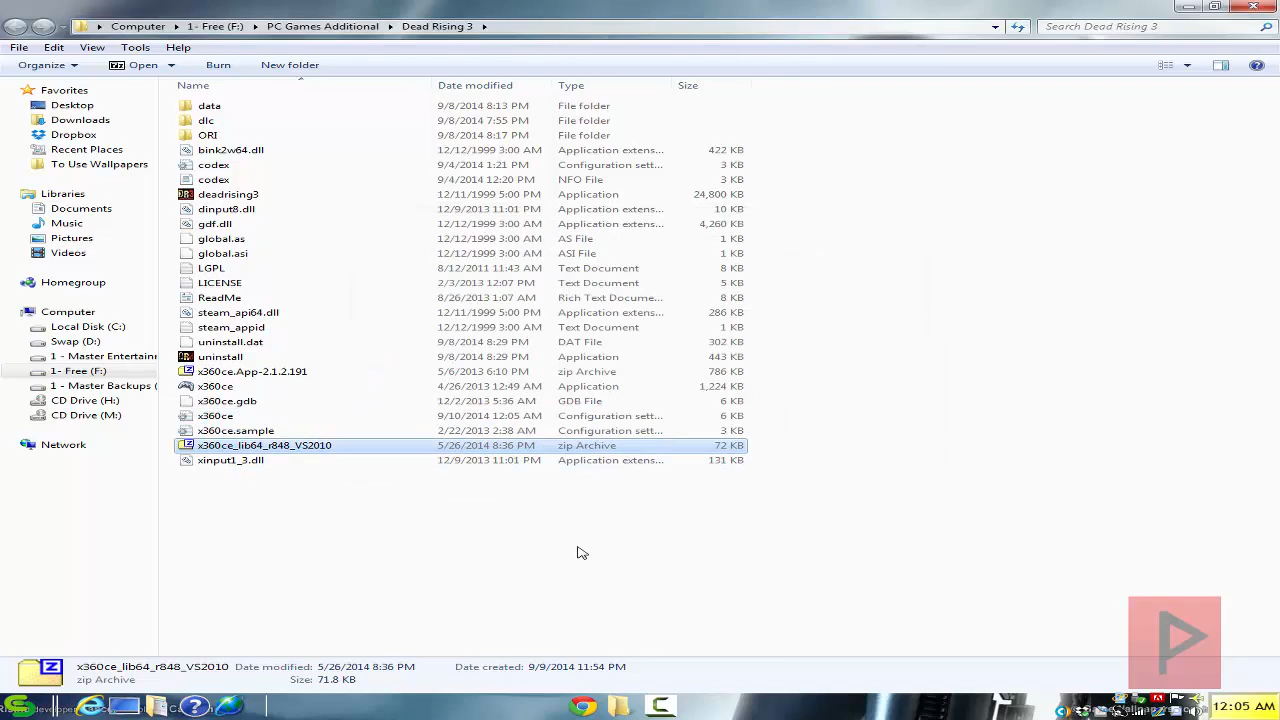 Computer 1- Free (F:) PC Games Additional Dead Rising 3 Search Dead Rising 3
File Edit View Tools Help
Organize Open Burn New folder
Name Date modified Type Size
Favorites
Desktop
Downloads
Dropbox
Recent Places
To Use Wallpapers
Libraries
Documents
Music
Pictures
Videos
Homegroup
Computer
Local Disk (C:)
Swap (D:)
1 - Master Entertain
1- Free (F:)
1 - Master Backups (
CD Drive (H:)
CD Drive (M:)
Network
data 9/8/2014 8:13 PM File folder
dlc 9/8/2014 7:55 PM File folder
ORI 9/8/2014 8:17 PM File folder
bink2w64.dll 12/12/1999 3:00 AM Application extens... 422 KB
codex 9/4/2014 1:21 PM Configuration sett... 3 KB
codex 9/4/2014 12:20 PM NFO File 3 KB
deadrising3 12/11/1999 5:00 PM Application 24,800 KB
dinput8.dll 12/9/2013 11:01 PM Application extens... 10 KB
gdf.dll 12/12/1999 3:00 AM Application extens... 4,260 KB
global.as 12/12/1999 3:00 AM AS File 1 KB
global.asi 12/12/1999 3:00 AM ASI File 1 KB
LGPL 8/12/2011 11:43 AM Text Document 8 KB
LICENSE 2/3/2013 12:07 PM Text Document 5 KB
ReadMe 8/26/2013 1:07 AM Rich Text Docume... 8 KB
steam_api64.dll 12/11/1999 5:00 PM Application extens... 286 KB
steam_appid 12/12/1999 3:00 AM Text Document 1 KB
uninstall.dat 9/8/2014 8:29 PM DAT File 302 KB
uninstall 9/8/2014 8:29 PM Application 443 KB
x360ce.App-2.1.2.191 5/6/2013 6:10 PM zip Archive 786 KB
x360ce 4/26/2013 12:49 AM Application 1,224 KB
x360ce.gdb 12/2/2013 5:36 AM GDB File 6 KB
x360ce 9/10/2014 12:05 AM Configuration sett... 6 KB
x360ce.sample 2/22/2013 2:38 AM Configuration sett... 6 KB
x360ce_lib64_r848_VS2010 5/26/2014 8:36 PM zip Archive 72 KB
xinput1_3.dll 12/9/2013 11:01 PM Application extens... 131 KB
x360ce_lib64_r848_VS2010 Date modified: 5/26/2014 8:36 PM Date created: 9/9/2014 11:54 PM
zip Archive Size: 71.8 KB
12:05 AM